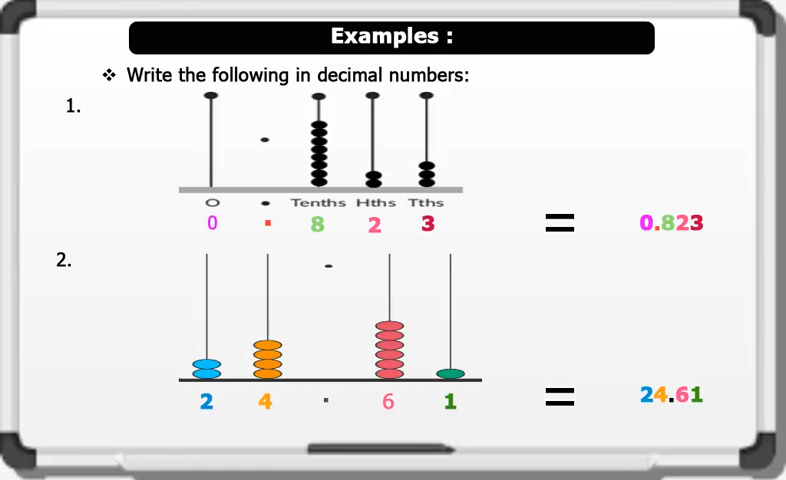 Examples :
❖ Write the following in decimal numbers:
1.
O . Tenths Hths Tths
0 . 8 2 3 = 0.823
2.
2 4 . 6 1 = 24.61